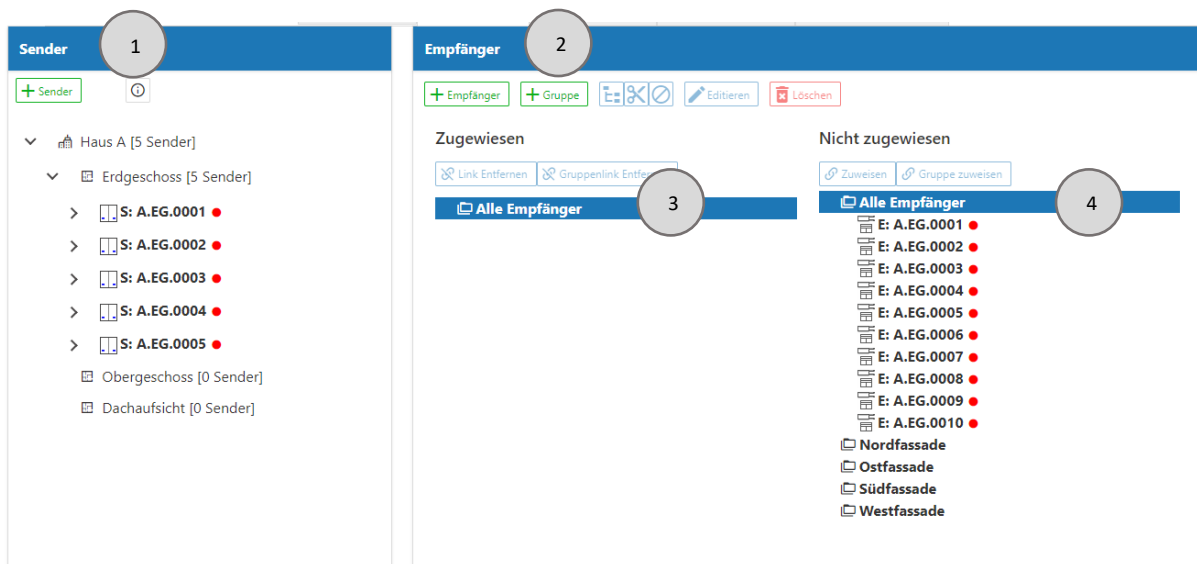 Sender
1
+ Sender
Haus A [5 Sender]
Erdgeschoss [5 Sender]
S: A.EG.0001
S: A.EG.0002
S: A.EG.0003
S: A.EG.0004
S: A.EG.0005
Obergeschoss [0 Sender]
Dachaufsicht [0 Sender]
Empfänger
2
+ Empfänger + Gruppe Editieren Löschen
Zugewiesen
Link Entfernen Gruppenlink
Alle Empfänger
3
Nicht zugewiesen
Zuweisen Gruppe zuweisen
Alle Empfänger
4
E: A.EG.0001
E: A.EG.0002
E: A.EG.0003
E: A.EG.0004
E: A.EG.0005
E: A.EG.0006
E: A.EG.0007
E: A.EG.0008
E: A.EG.0009
E: A.EG.0010
Nordfassade
Ostfassade
Südfassade
Westfassade